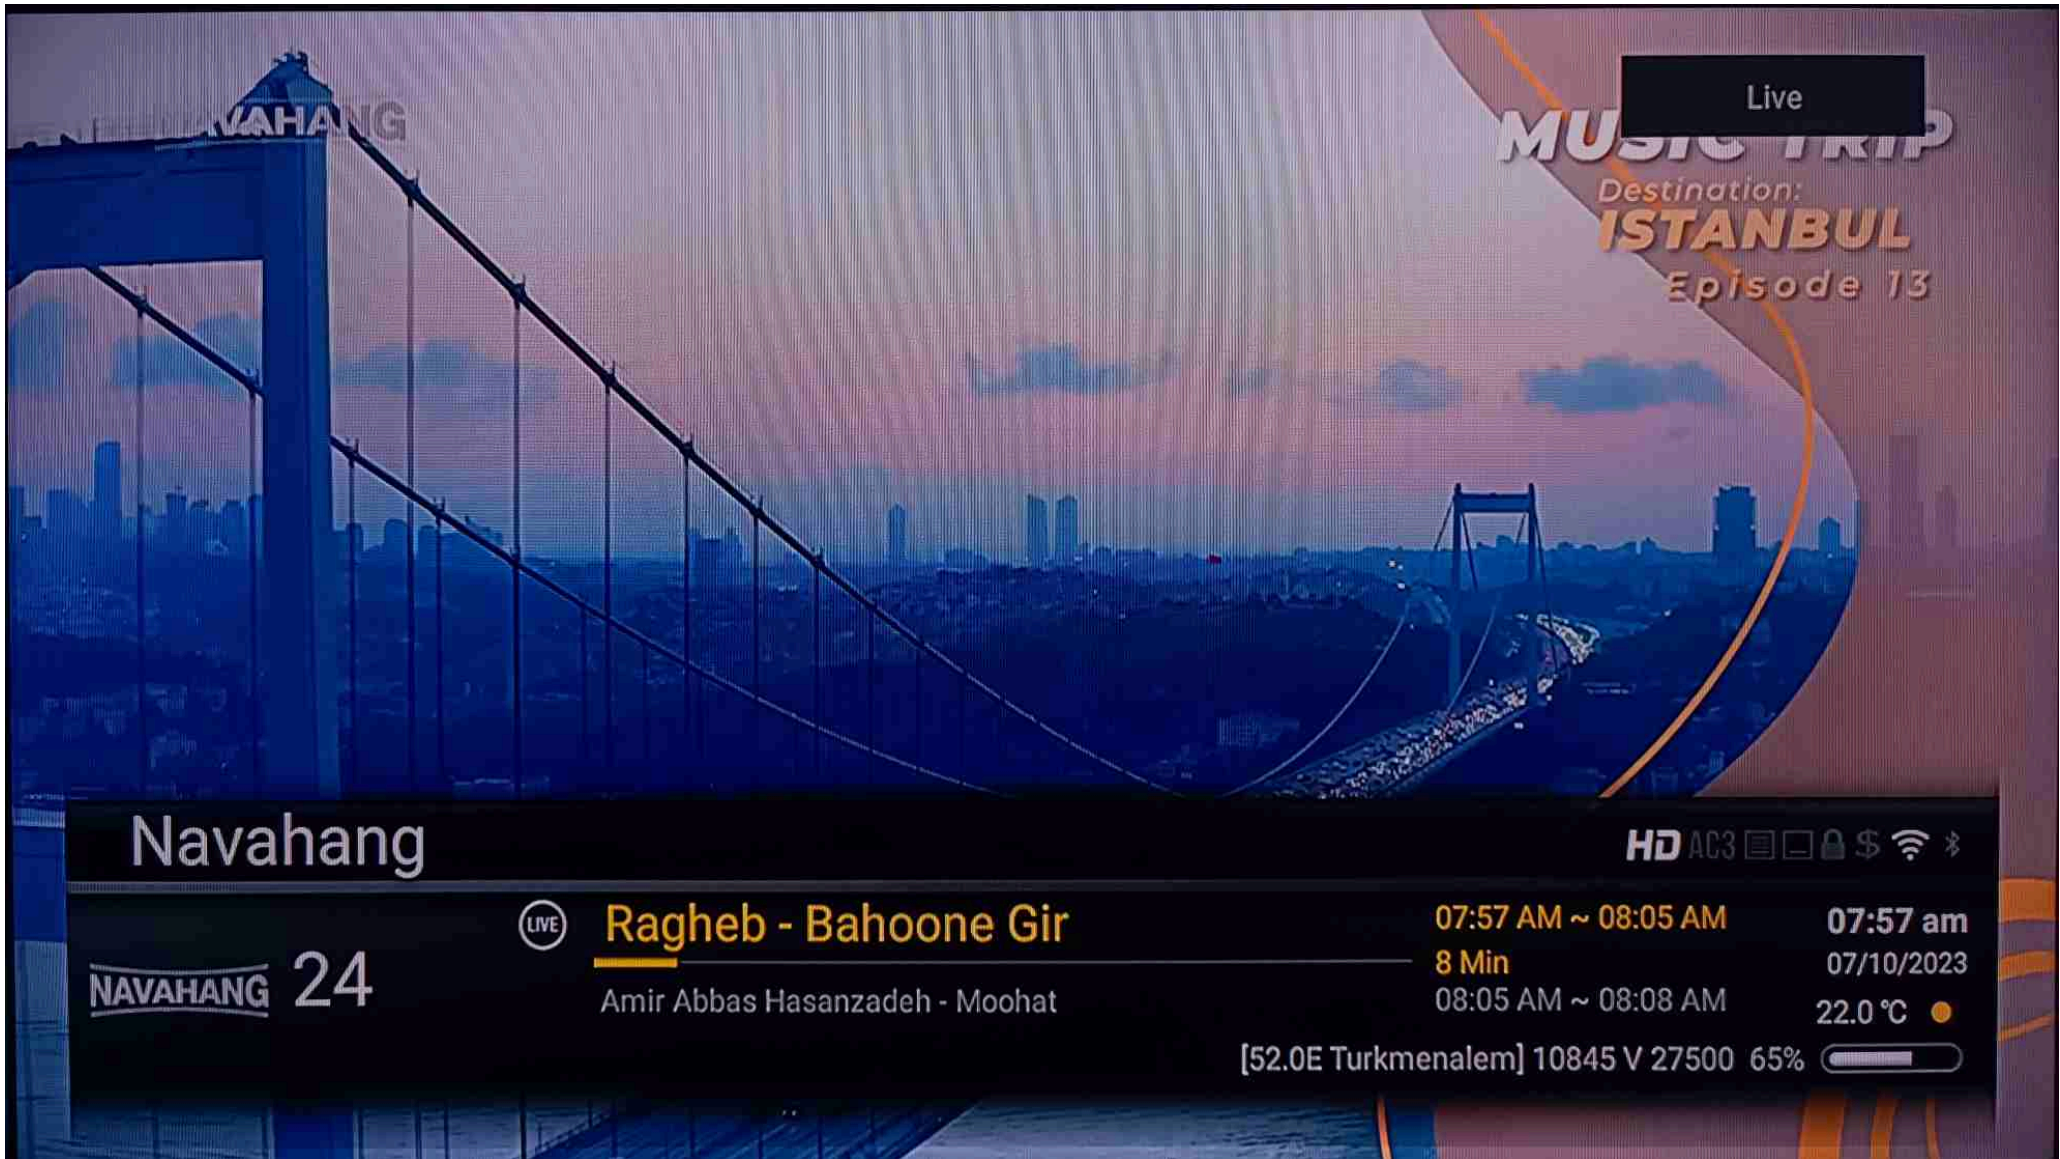 NAVAHANG
Live
MUSIC TRIP
Destination:
ISTANBUL
Episode 13
Navahang
HD AC3 $
LIVE
Ragheb - Bahoone Gir
07:57 AM ~ 08:05 AM
07:57 am
8 Min
07/10/2023
NAVAHANG 24
Amir Abbas Hasanzadeh - Moohat
08:05 AM ~ 08:08 AM
22.0 °C
[52.0E Turkmenalem] 10845 V 27500 65%